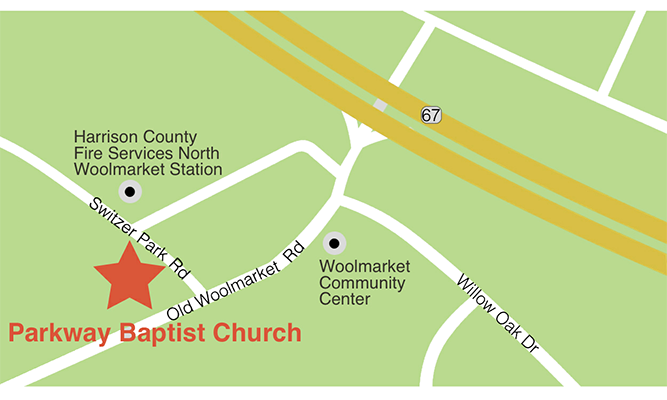 67
Harrison County
Fire Services North
Woolmarket Station
Switzer Park Rd
Old Woolmarket Rd
Woolmarket
Community
Center
Willow Oak Dr
Parkway Baptist Church